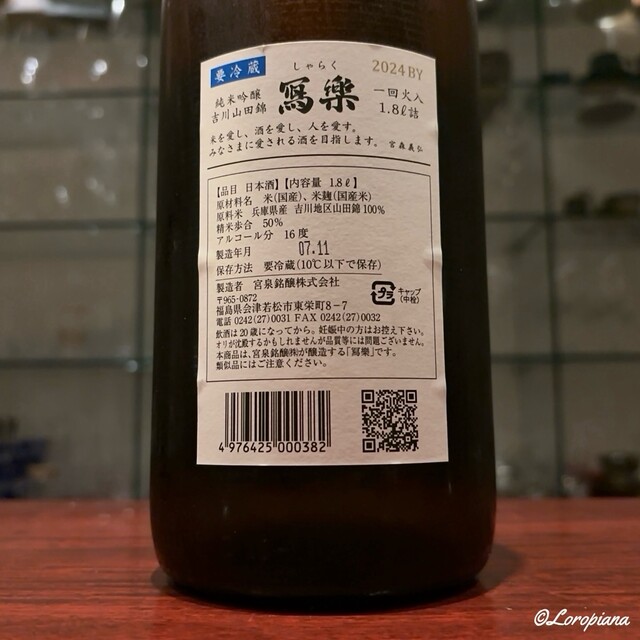 要冷蔵
しゃらく
2024BY
純米吟醸
吉川山田錦
寫樂
一回火入
1.8ℓ詰
米を愛し、酒を愛し、人を愛す。
みなさまに愛される酒を目指します。 宮森義弘
【品目 日本酒】【内容量 1.8ℓ】
原材料名 米(国産)、米麹(国産米)
原料米 兵庫県産 吉川地区山田錦100%
精米歩合 50%
アルコール分 16度
製造年月 07.11
保存方法 要冷蔵(10℃以下で保存)
製造者 宮泉銘醸株式会社
〒965-0872
福島県会津若松市東栄町8-7
電話 0242(27)0031 FAX 0242(27)0032
プラ
キャップ
(中栓)
飲酒は20歳になってから。妊娠中の方はお控え下さい。
オリが沈殿するかもしれませんが品質等には問題ございません。
本商品は、宮泉銘醸㈱が醸造する「冩樂」です。
類似品にはご注意ください。
4 976425 000382
©Loropiana